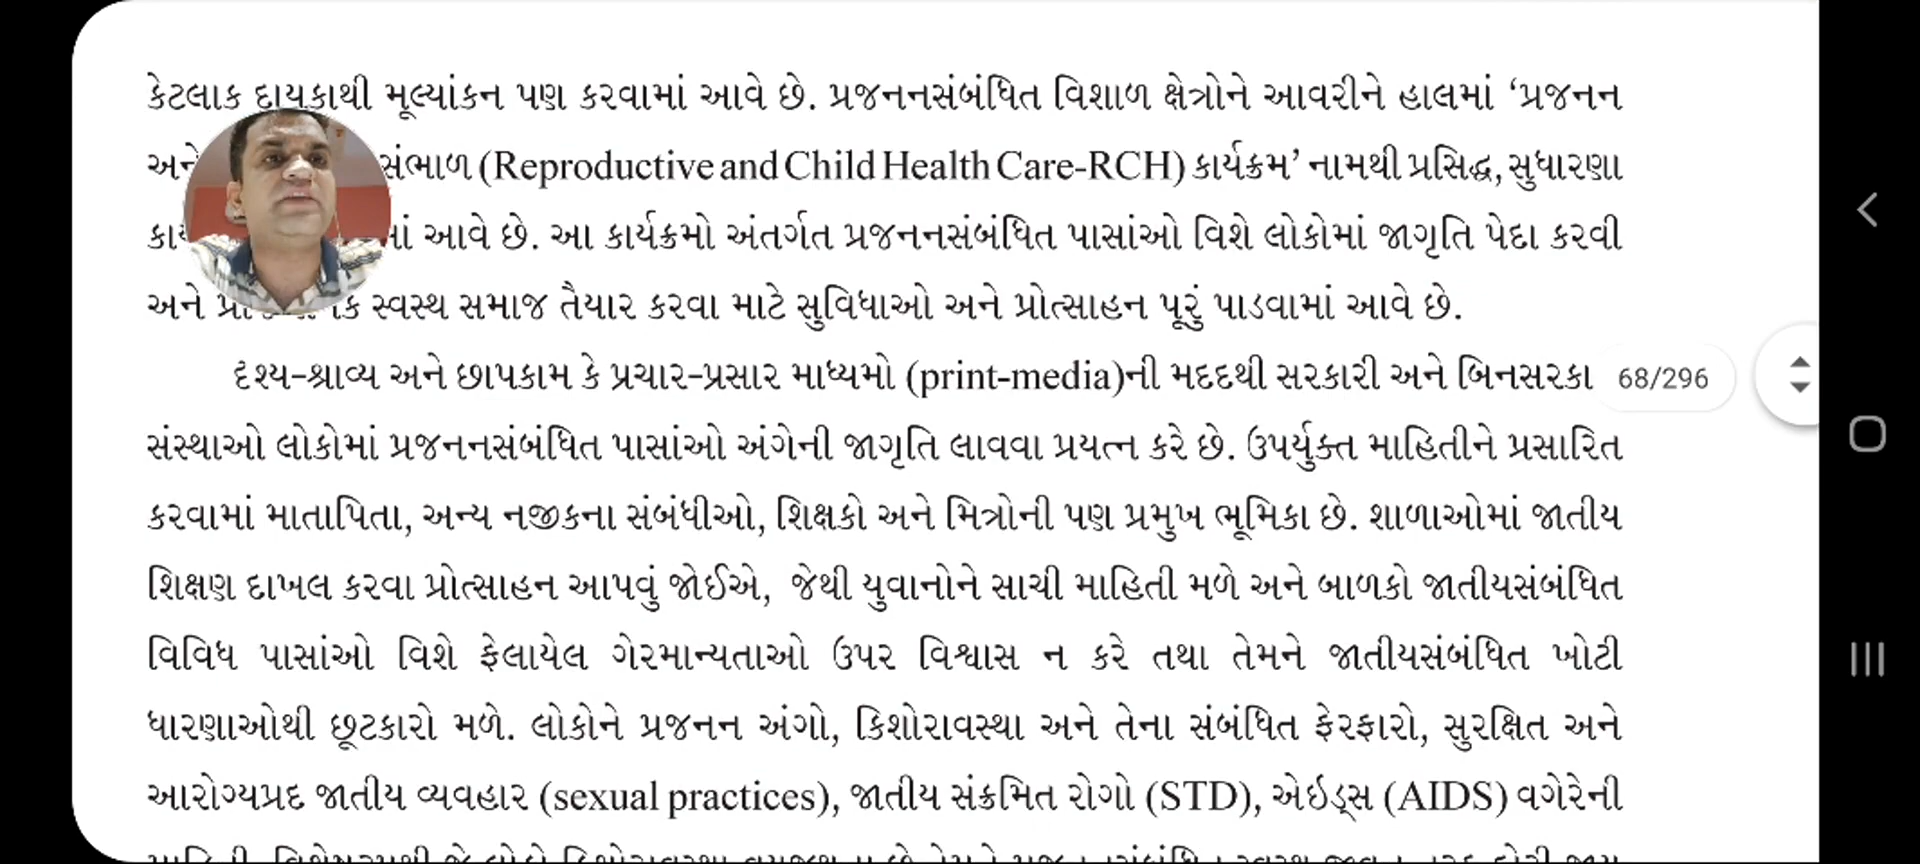 કેટલાક દાયકાથી મૂલ્યાંકન પણ કરવામાં આવે છે. પ્રજનનસંબંધિત વિશાળ ક્ષેત્રોને આવરીને હાલમાં ‘પ્રજનન
અને સંભાળ (Reproductive and Child Health Care-RCH) કાર્યક્રમ’ નામથી પ્રસિદ્ધ, સુધારણા
આવે છે. આ કાર્યક્રમો અંતર્ગત પ્રજનનસંબંધિત પાસાંઓ વિશે લોકોમાં જાગૃતિ પેદા કરવી
અને સ્વસ્થ સમાજ તૈયાર કરવા માટે સુવિધાઓ અને પ્રોત્સાહન પૂરું પાડવામાં આવે છે.
દૃશ્ય-શ્રાવ્ય અને છાપકામ કે પ્રચાર-પ્રસાર માધ્યમો (print-media)ની મદદથી સરકારી અને બિનસરકા 68/296
સંસ્થાઓ લોકોમાં પ્રજનનસંબંધિત પાસાંઓ અંગેની જાગૃતિ લાવવા પ્રયત્ન કરે છે. ઉપર્યુક્ત માહિતીને પ્રસારિત
કરવામાં માતાપિતા, અન્ય નજીકના સંબંધીઓ, શિક્ષકો અને મિત્રોની પણ પ્રમુખ ભૂમિકા છે. શાળાઓમાં જાતીય
શિક્ષણ દાખલ કરવા પ્રોત્સાહન આપવું જોઈએ, જેથી યુવાનોને સાચી માહિતી મળે અને બાળકો જાતીયસંબંધિત
વિવિધ પાસાંઓ વિશે ફેલાયેલ ગેરમાન્યતાઓ ઉપર વિશ્વાસ ન કરે તથા તેમને જાતીયસંબંધિત ખોટી
ધારણાઓથી છૂટકારો મળે. લોકોને પ્રજનન અંગો, કિશોરાવસ્થા અને તેના સંબંધિત ફેરફારો, સુરક્ષિત અને
આરોગ્યપ્રદ જાતીય વ્યવહાર (sexual practices), જાતીય સંક્રમિત રોગો (STD), એઇડ્સ (AIDS) વગેરેની